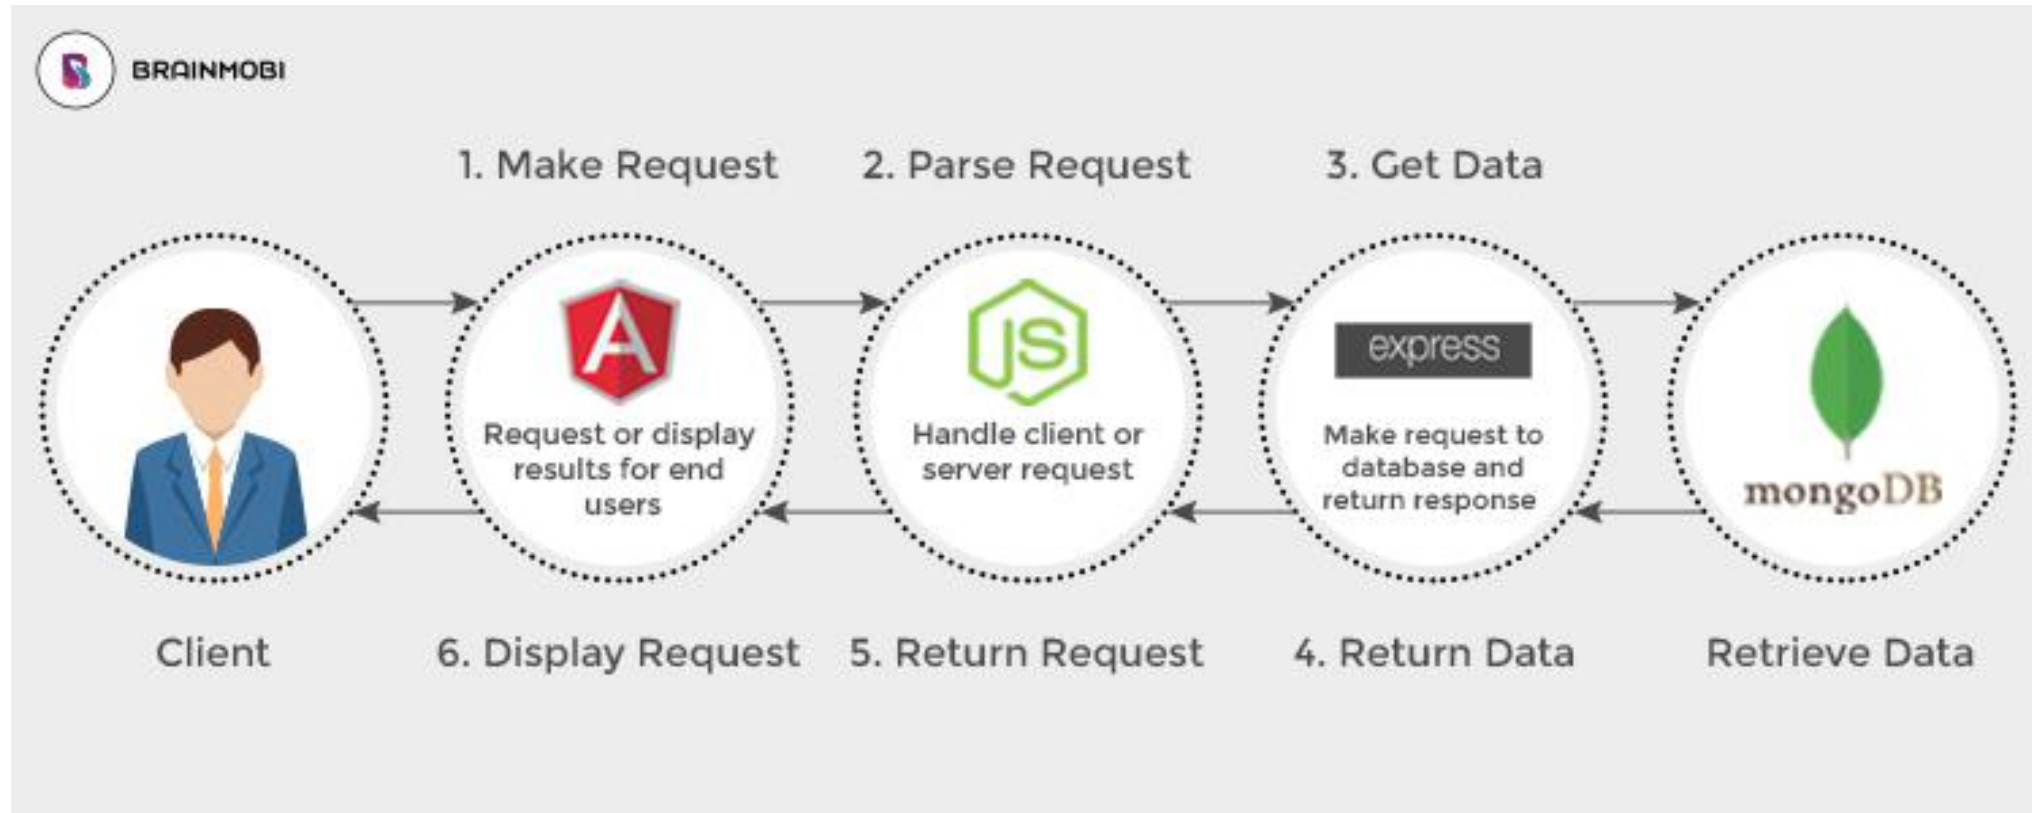 BRAINMOBI
1. Make Request
2. Parse Request
3. Get Data
A
Request or display
results for end
users
JS
Handle client or
server request
express
Make request to
database and
return response
mongoDB
Client
6. Display Request
5. Return Request
4. Return Data
Retrieve Data